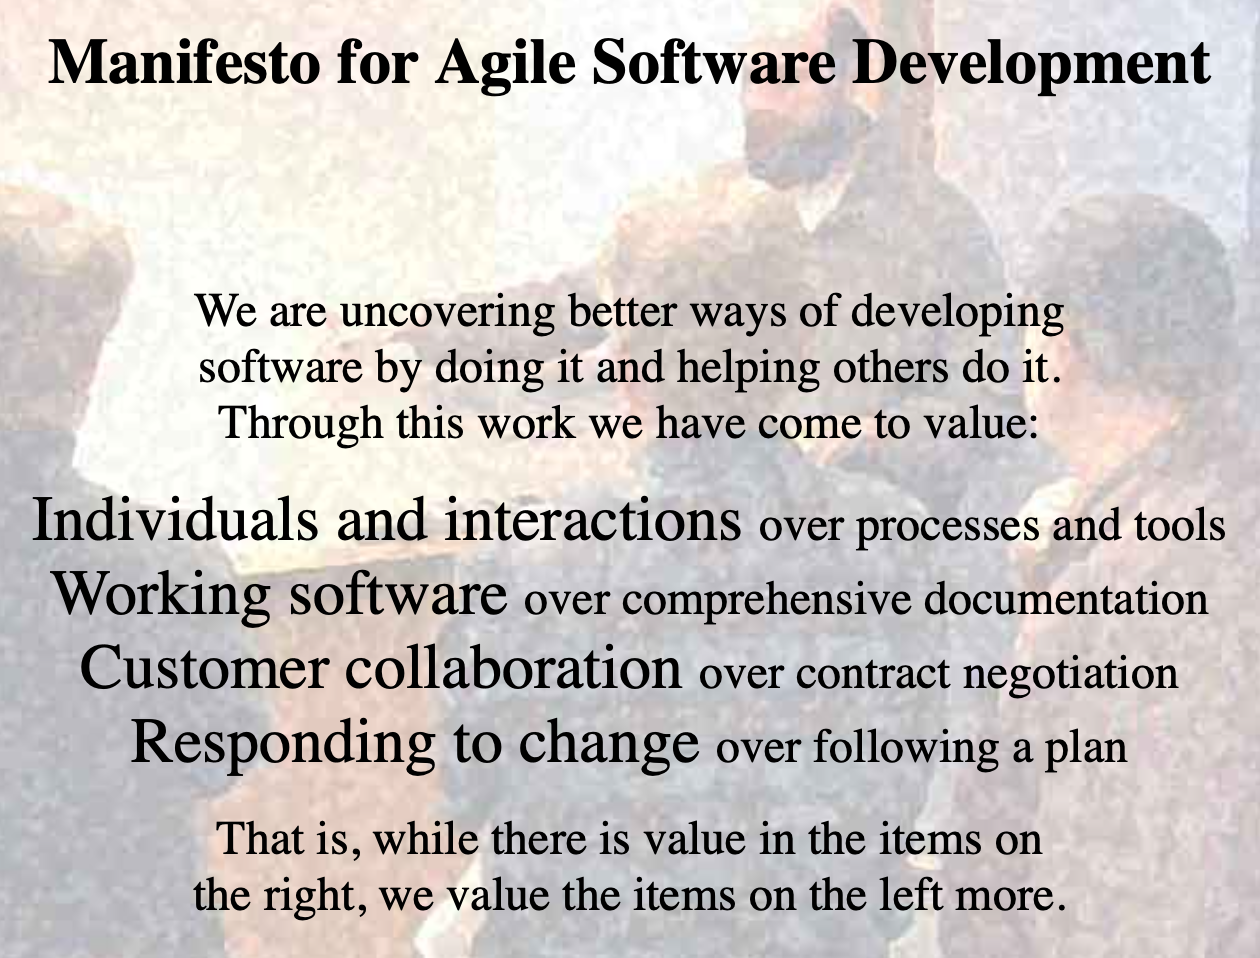 Manifesto for Agile Software Development
We are uncovering better ways of developing
software by doing it and helping others do it.
Through this work we have come to value:
Individuals and interactions over processes and tools
Working software over comprehensive documentation
Customer collaboration over contract negotiation
Responding to change over following a plan
That is, while there is value in the items on
the right, we value the items on the left more.